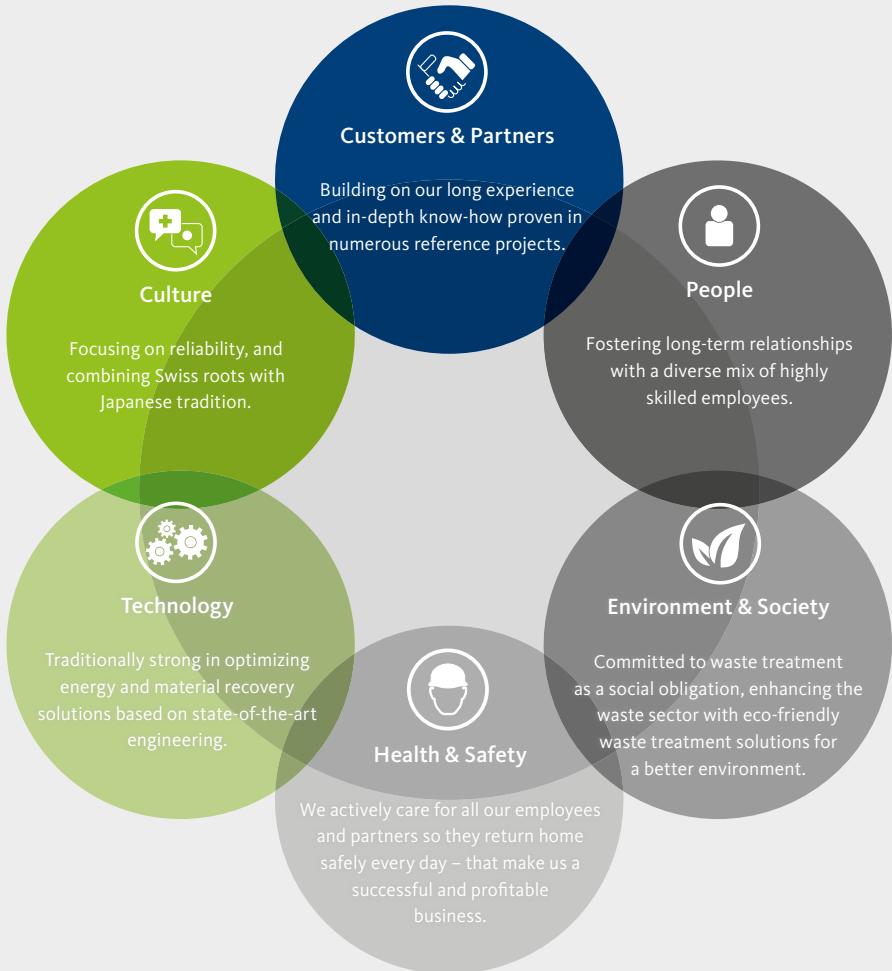 Customers & Partners
Building on our long experience
and in-depth know-how proven in
numerous reference projects.
Culture
Focusing on reliability, and
combining Swiss roots with
Japanese tradition.
People
Fostering long-term relationships
with a diverse mix of highly
skilled employees.
Technology
Traditionally strong in optimizing
energy and material recovery
solutions based on state-of-the-art
engineering.
Environment & Society
Committed to waste treatment
as a social obligation, enhancing the
waste sector with eco-friendly
waste treatment solutions for
a better environment.
Health & Safety
We actively care for all our employees
and partners so they return home
safely every day – that make us a
successful and profitable
business.